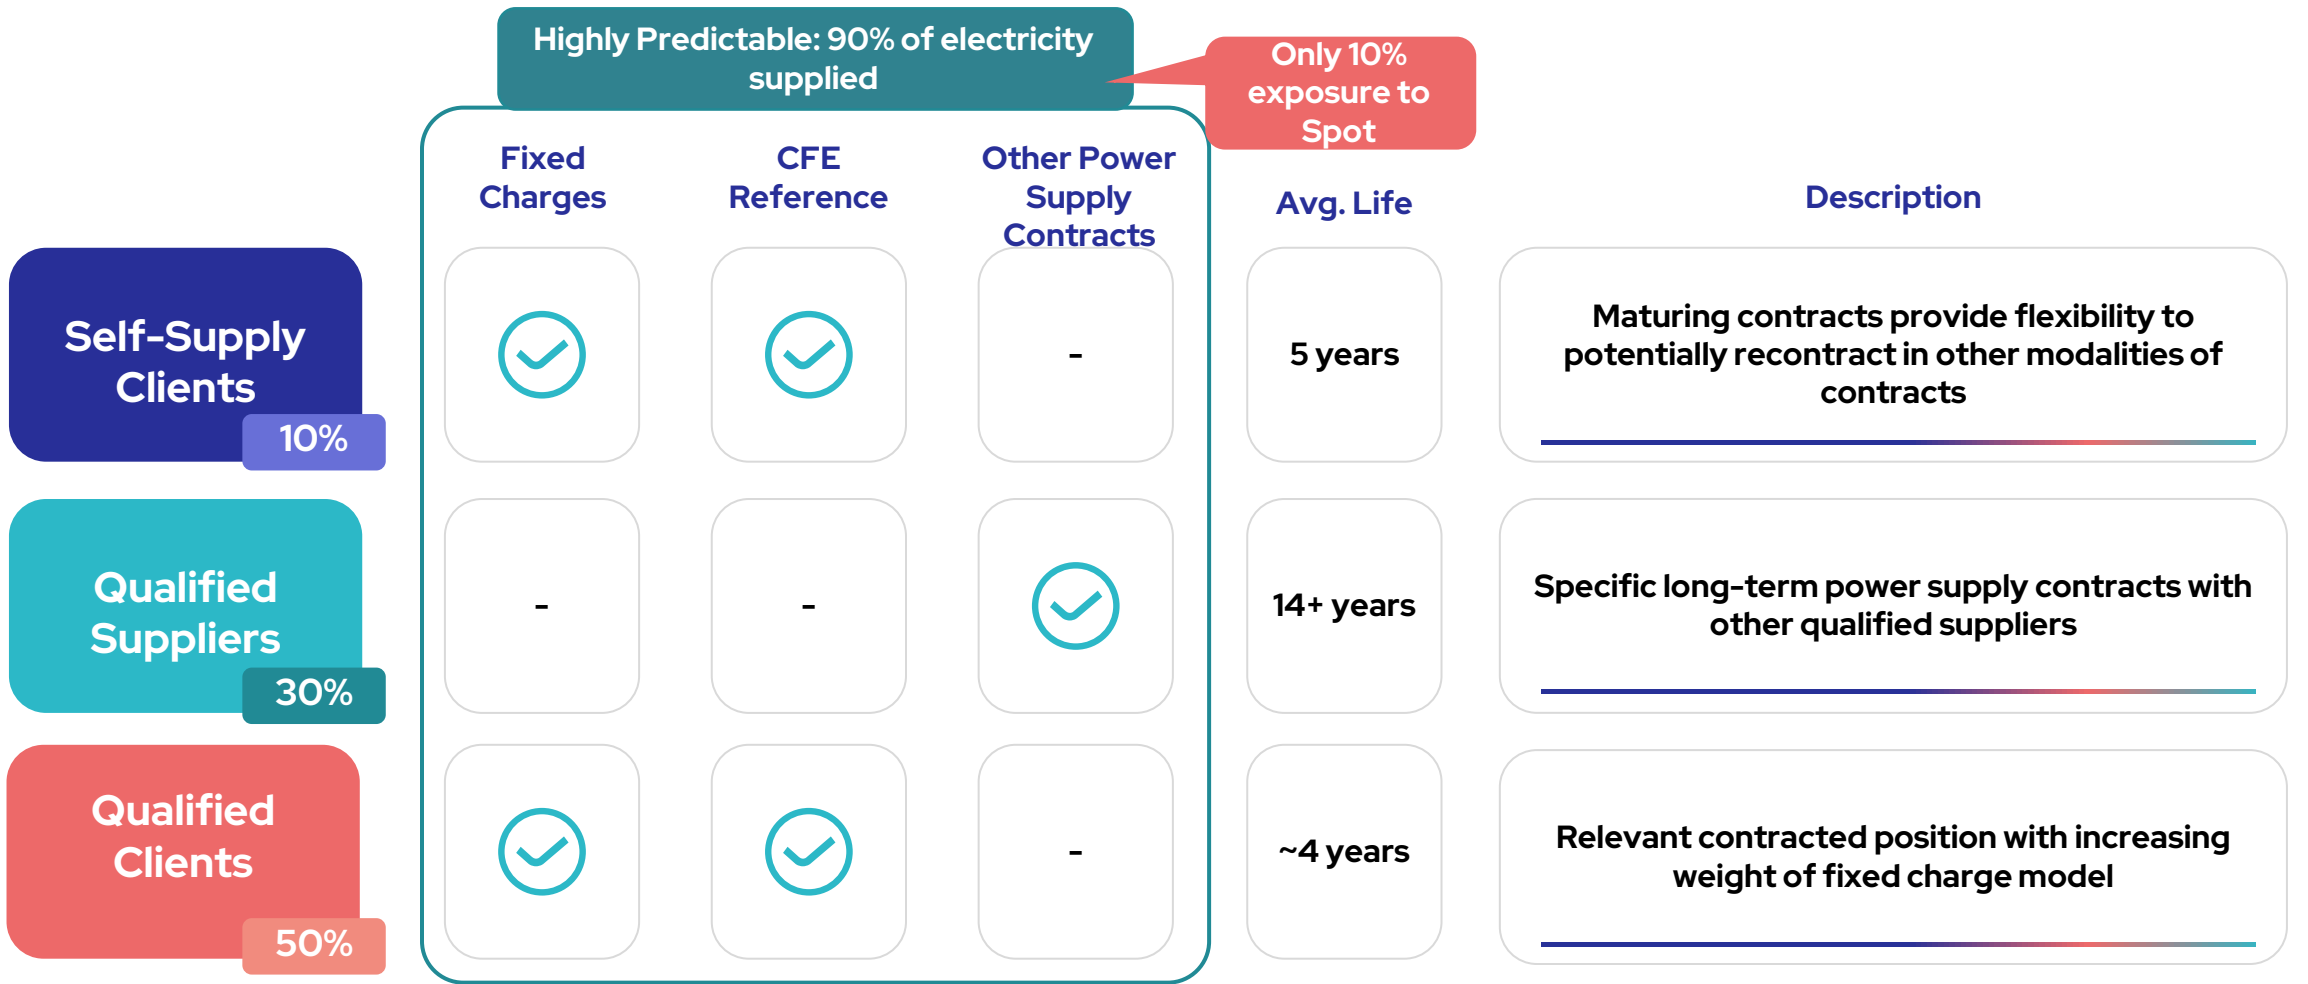 Highly Predictable: 90% of electricity
supplied
Only 10%
exposure to
Spot
Fixed
Charges
CFE
Reference
Other Power
Supply
Contracts
Avg. Life
Description
Self-Supply
Clients
10%
-
5 years
Maturing contracts provide flexibility to
potentially recontract in other modalities of
contracts
Qualified
Suppliers
30%
-
-
14+ years
Specific long-term power supply contracts with
other qualified suppliers
Qualified
Clients
50%
-
~4 years
Relevant contracted position with increasing
weight of fixed charge model